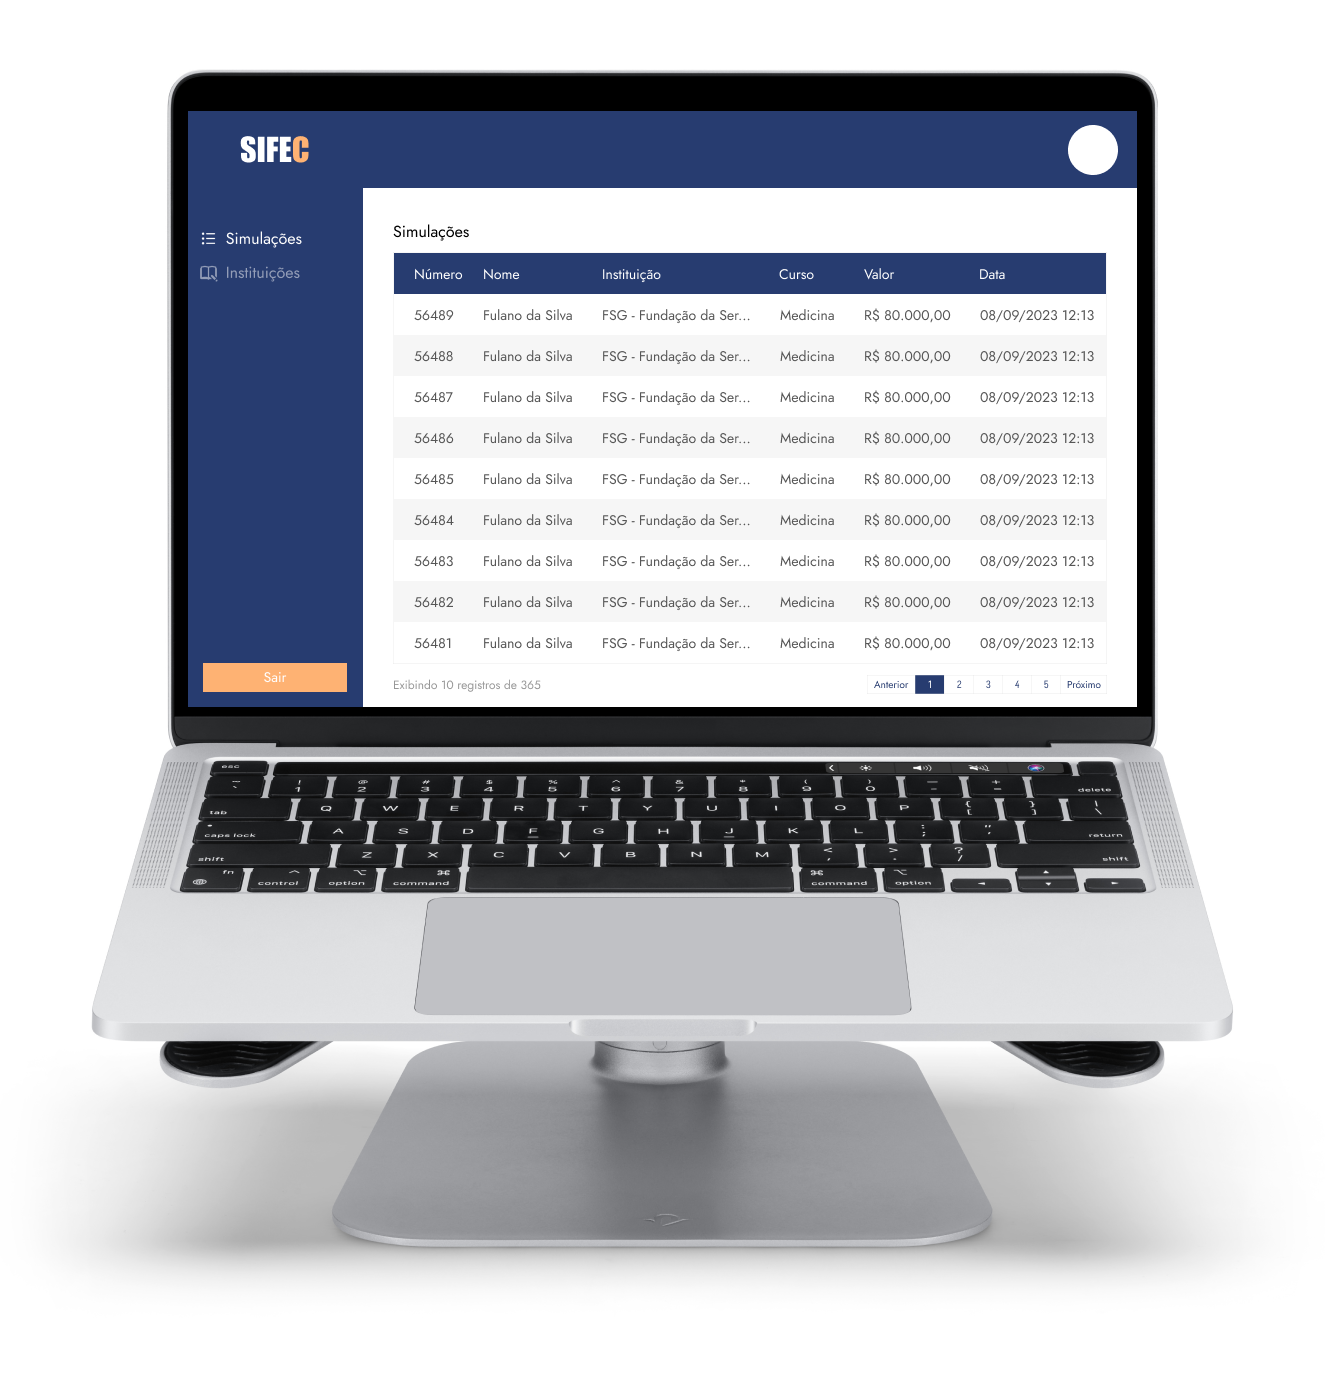 SIFEC
Simulações
Instituições
Sair
Simulações
Número Nome Instituição Curso Valor Data
56489 Fulano da Silva FSG - Fundação da Ser... Medicina R$ 80.000,00 08/09/2023 12:13
56488 Fulano da Silva FSG - Fundação da Ser... Medicina R$ 80.000,00 08/09/2023 12:13
56487 Fulano da Silva FSG - Fundação da Ser... Medicina R$ 80.000,00 08/09/2023 12:13
56486 Fulano da Silva FSG - Fundação da Ser... Medicina R$ 80.000,00 08/09/2023 12:13
56485 Fulano da Silva FSG - Fundação da Ser... Medicina R$ 80.000,00 08/09/2023 12:13
56484 Fulano da Silva FSG - Fundação da Ser... Medicina R$ 80.000,00 08/09/2023 12:13
56483 Fulano da Silva FSG - Fundação da Ser... Medicina R$ 80.000,00 08/09/2023 12:13
56482 Fulano da Silva FSG - Fundação da Ser... Medicina R$ 80.000,00 08/09/2023 12:13
56481 Fulano da Silva FSG - Fundação da Ser... Medicina R$ 80.000,00 08/09/2023 12:13
Exibindo 10 registros de 365
Anterior 1 2 3 4 5 Próximo
esc
~ ! @ # $ % ^ & * ( ) _ +
` 1 2 3 4 5 6 7 8 9 0 - = delete
tab Q W E R T Y U I O P { [ } ] | \
caps lock A S D F G H J K L : ; " ' return
shift Z X C V B N M < , > . ? / shift
fn control option command command option